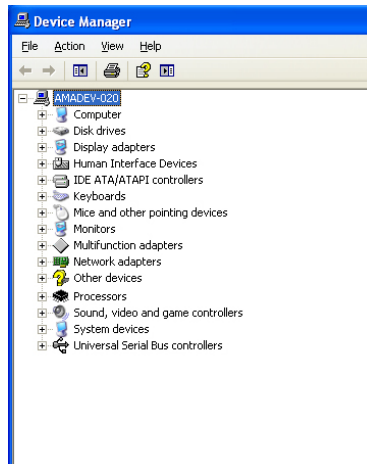 Device Manager
File Action View Help
AMADEV-020
Computer
Disk drives
Display adapters
Human Interface Devices
IDE ATA/ATAPI controllers
Keyboards
Mice and other pointing devices
Monitors
Multifunction adapters
Network adapters
Other devices
Processors
Sound, video and game controllers
System devices
Universal Serial Bus controllers